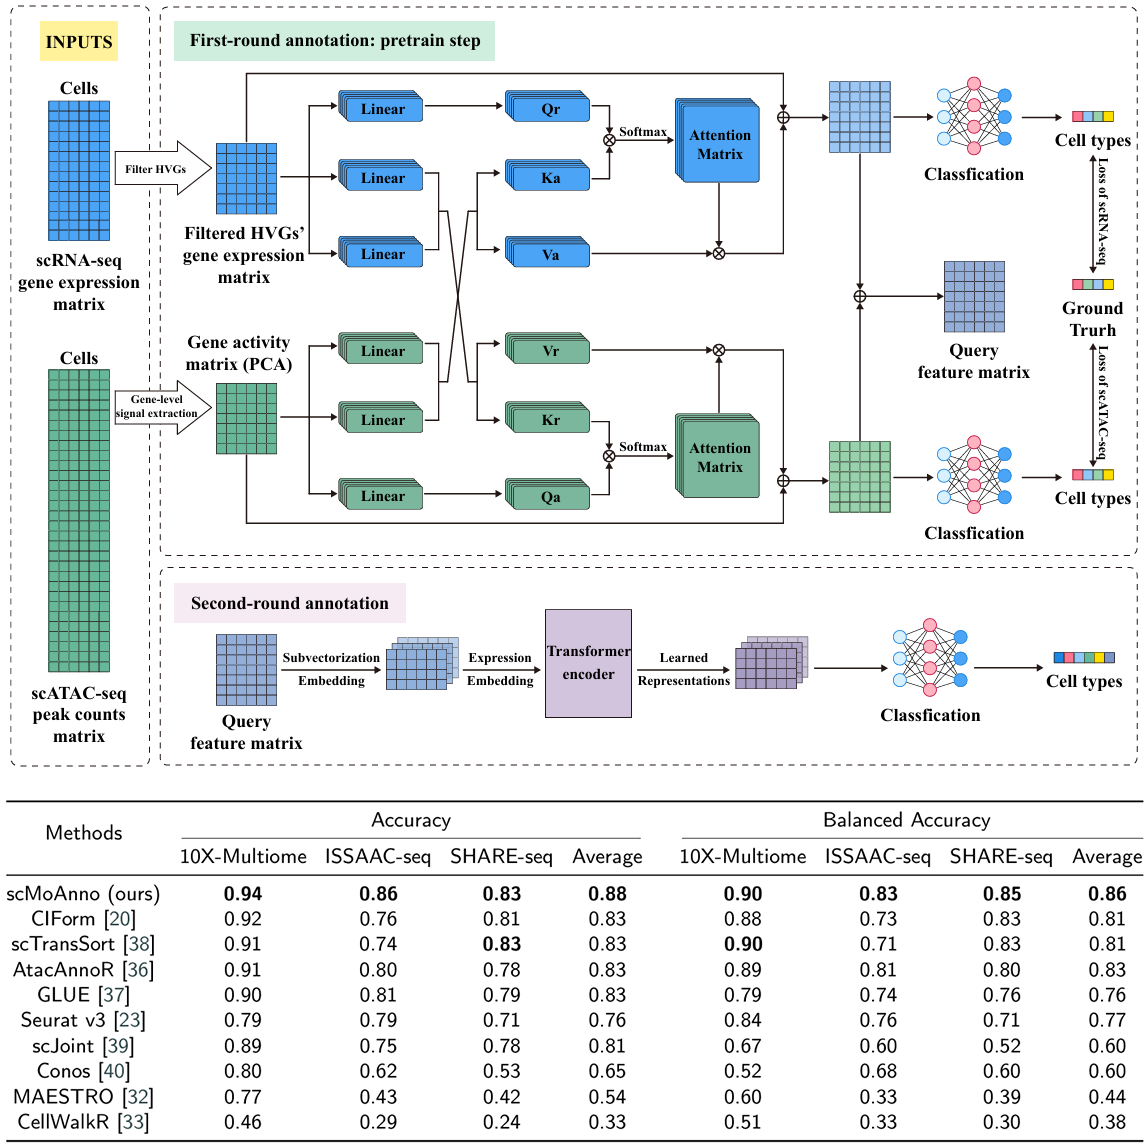 INPUTS
Cells
scRNA-seq
gene expression
matrix
Cells
scATAC-seq
peak counts
matrix
Filter HVGs
Gene-level
signal extraction
First-round annotation: pretrain step
Filtered HVGs'
gene expression
matrix
Gene activity
matrix (PCA)
Linear
Linear
Linear
Linear
Linear
Linear
Qr
Ka
Va
Vr
Kr
Qa
Softmax
Softmax
Attention
Matrix
Attention
Matrix
Classfication
Cell types
Loss of scRNA-seq
Ground
Trurh
Loss of scATAC-seq
Query
feature matrix
Classfication
Cell types
Second-round annotation
Query
feature matrix
Subvectorization
Embedding
Expression
Embedding
Transformer
encoder
Learned
Representations
Classfication
Cell types
Methods Accuracy Balanced Accuracy
10X-Multiome ISSAAC-seq SHARE-seq Average 10X-Multiome ISSAAC-seq SHARE-seq Average
scMoAnno (ours) 0.94 0.86 0.83 0.88 0.90 0.83 0.85 0.86
CIForm [20] 0.92 0.76 0.81 0.83 0.88 0.73 0.83 0.81
scTransSort [38] 0.91 0.74 0.83 0.83 0.90 0.71 0.83 0.81
AtacAnnoR [36] 0.91 0.80 0.78 0.83 0.89 0.81 0.80 0.83
GLUE [37] 0.90 0.81 0.79 0.83 0.79 0.74 0.76 0.76
Seurat v3 [23] 0.79 0.79 0.71 0.76 0.84 0.76 0.71 0.77
scJoint [39] 0.89 0.75 0.78 0.81 0.67 0.60 0.52 0.60
Conos [40] 0.80 0.62 0.53 0.65 0.52 0.68 0.60 0.60
MAESTRO [32] 0.77 0.43 0.42 0.54 0.60 0.33 0.39 0.44
CellWalkR [33] 0.46 0.29 0.24 0.33 0.51 0.33 0.30 0.38